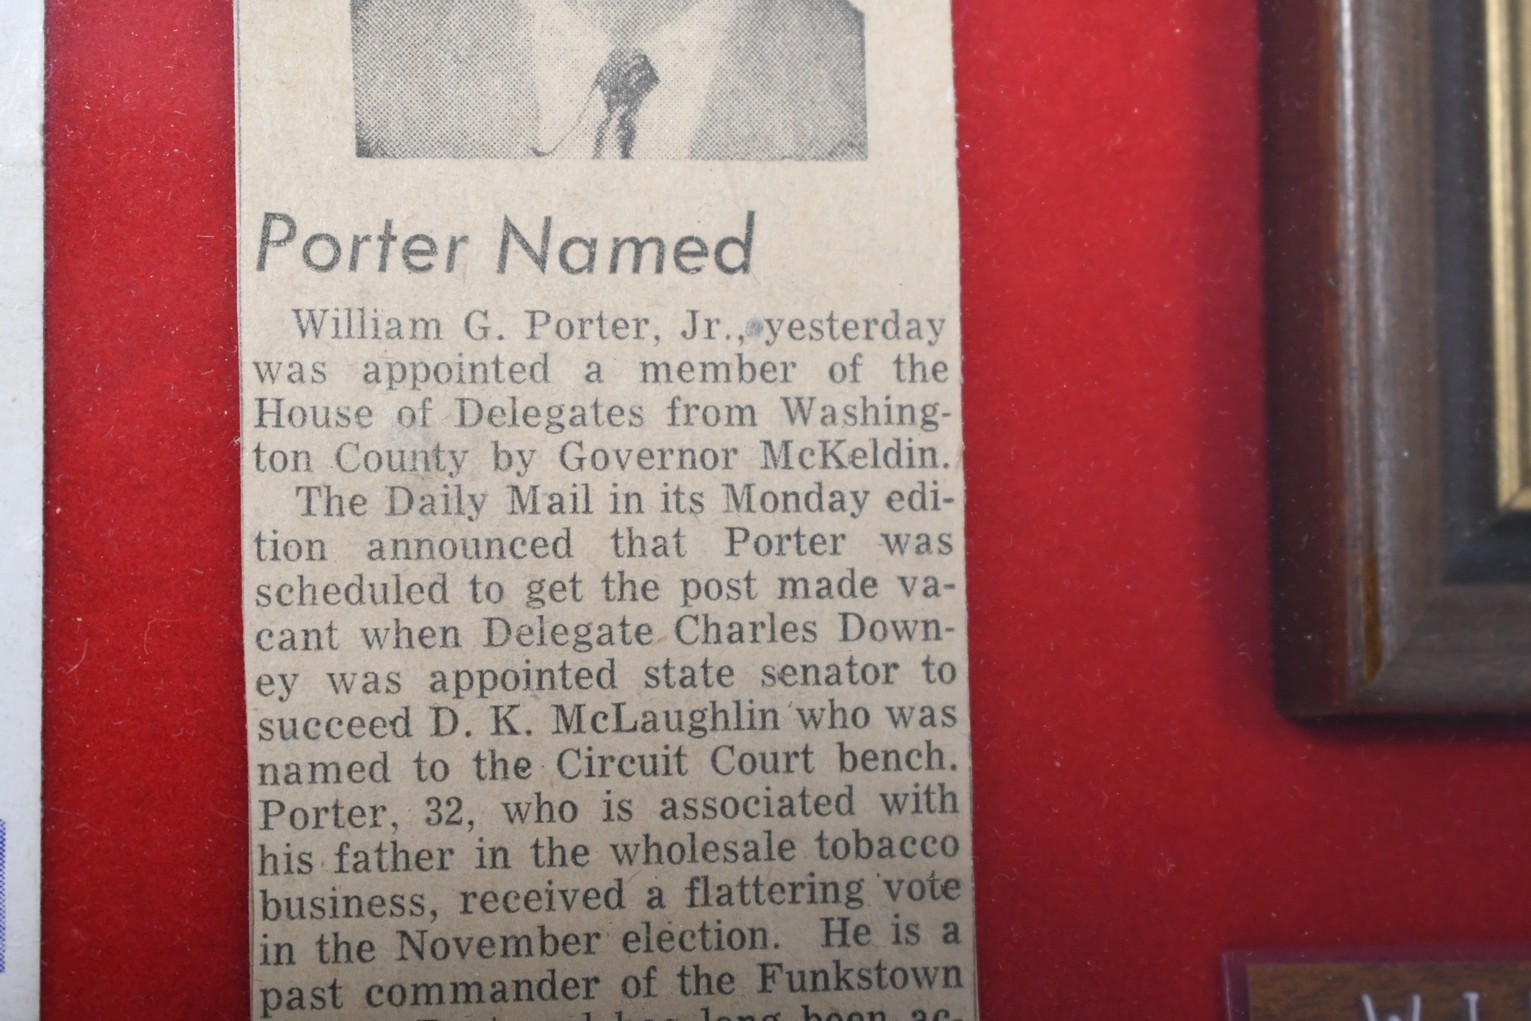 Porter Named
William G. Porter, Jr., yesterday
was appointed a member of the
House of Delegates from Washing-
ton County by Governor McKeldin.
The Daily Mail in its Monday edi-
tion announced that Porter was
scheduled to get the post made va-
cant when Delegate Charles Down-
ey was appointed state senator to
succeed D. K. McLaughlin who was
named to the Circuit Court bench.
Porter, 32, who is associated with
his father in the wholesale tobacco
business, received a flattering vote
in the November election. He is a
past commander of the Funkstown
has long been ac-